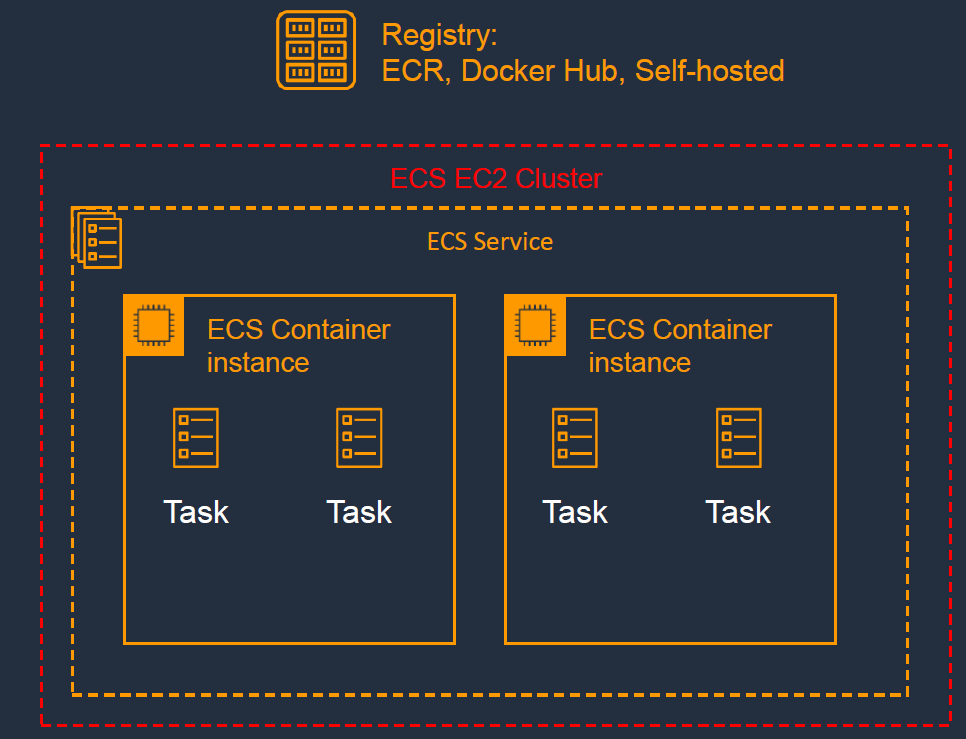 Registry:
ECR, Docker Hub, Self-hosted
ECS EC2 Cluster
ECS Service
ECS Container
instance
Task
Task
ECS Container
instance
Task
Task